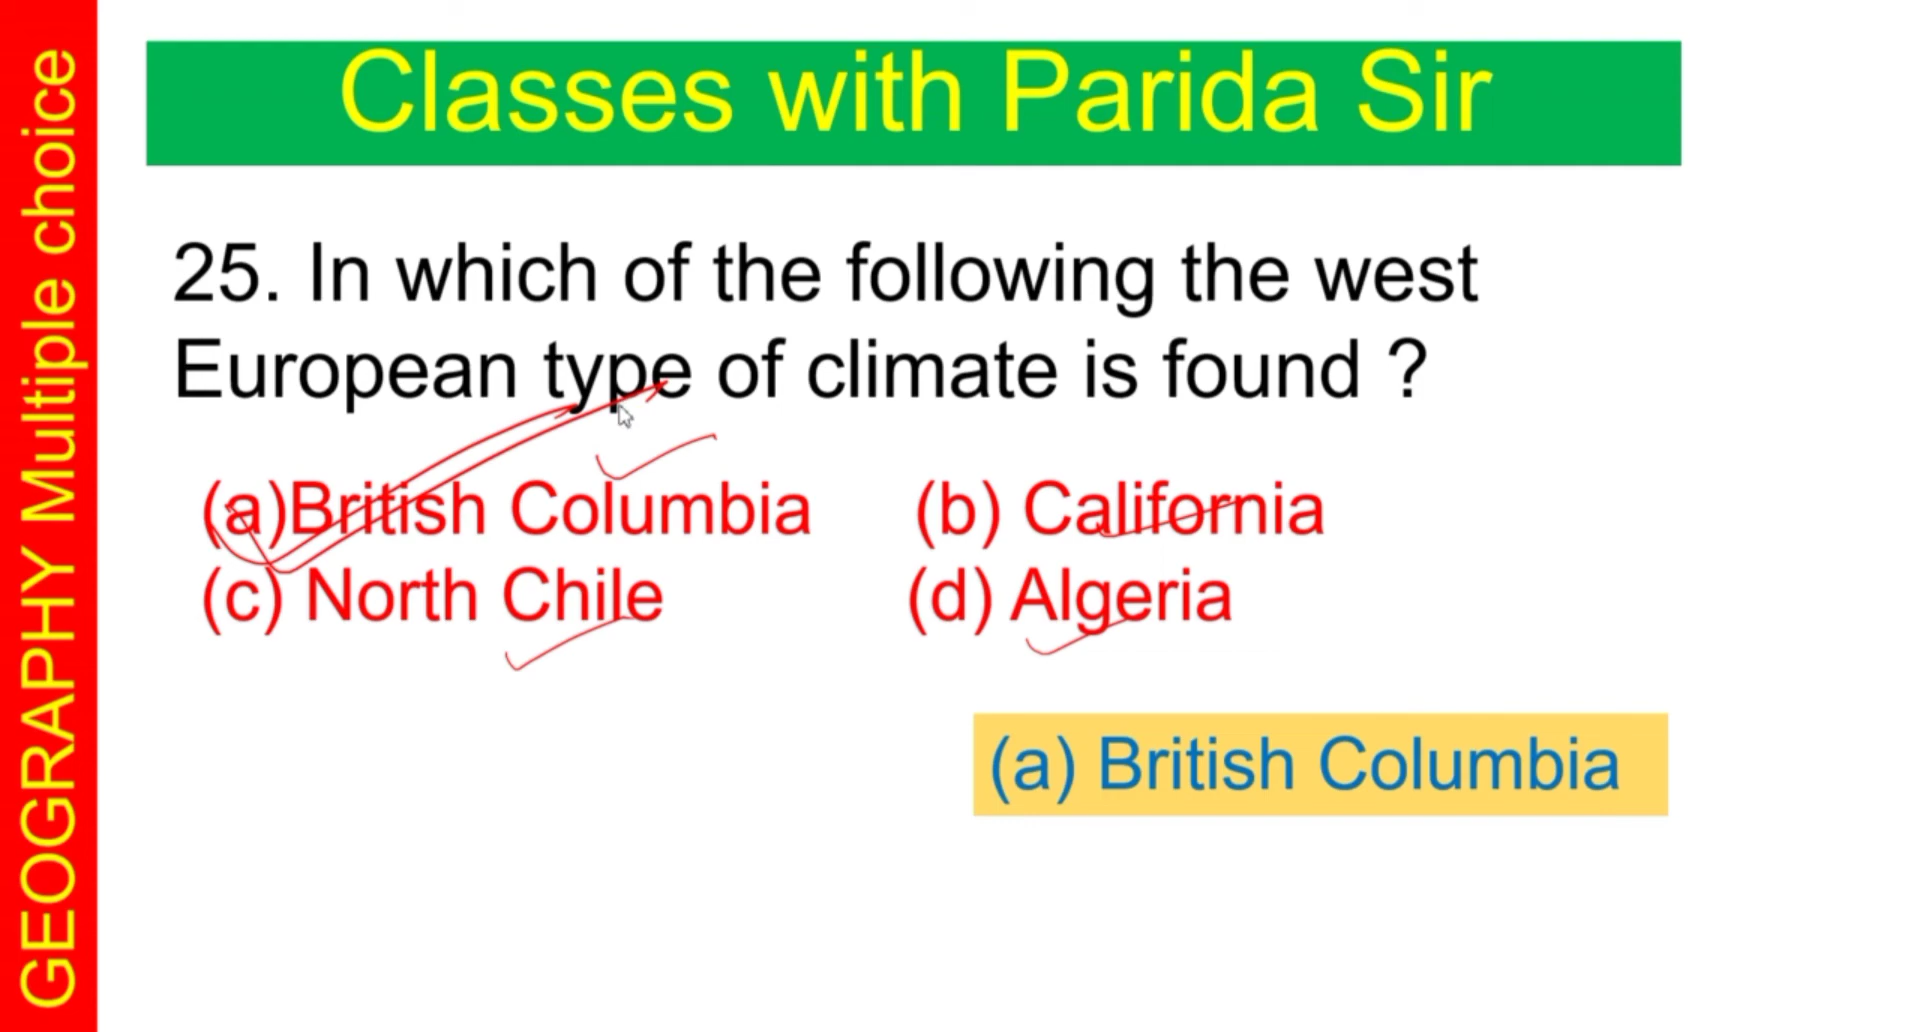 GEOGRAPHY Multiple choice
Classes with Parida Sir
25. In which of the following the west
European type of climate is found ?
(a)British Columbia (b) California
(c) North Chile (d) Algeria
(a) British Columbia